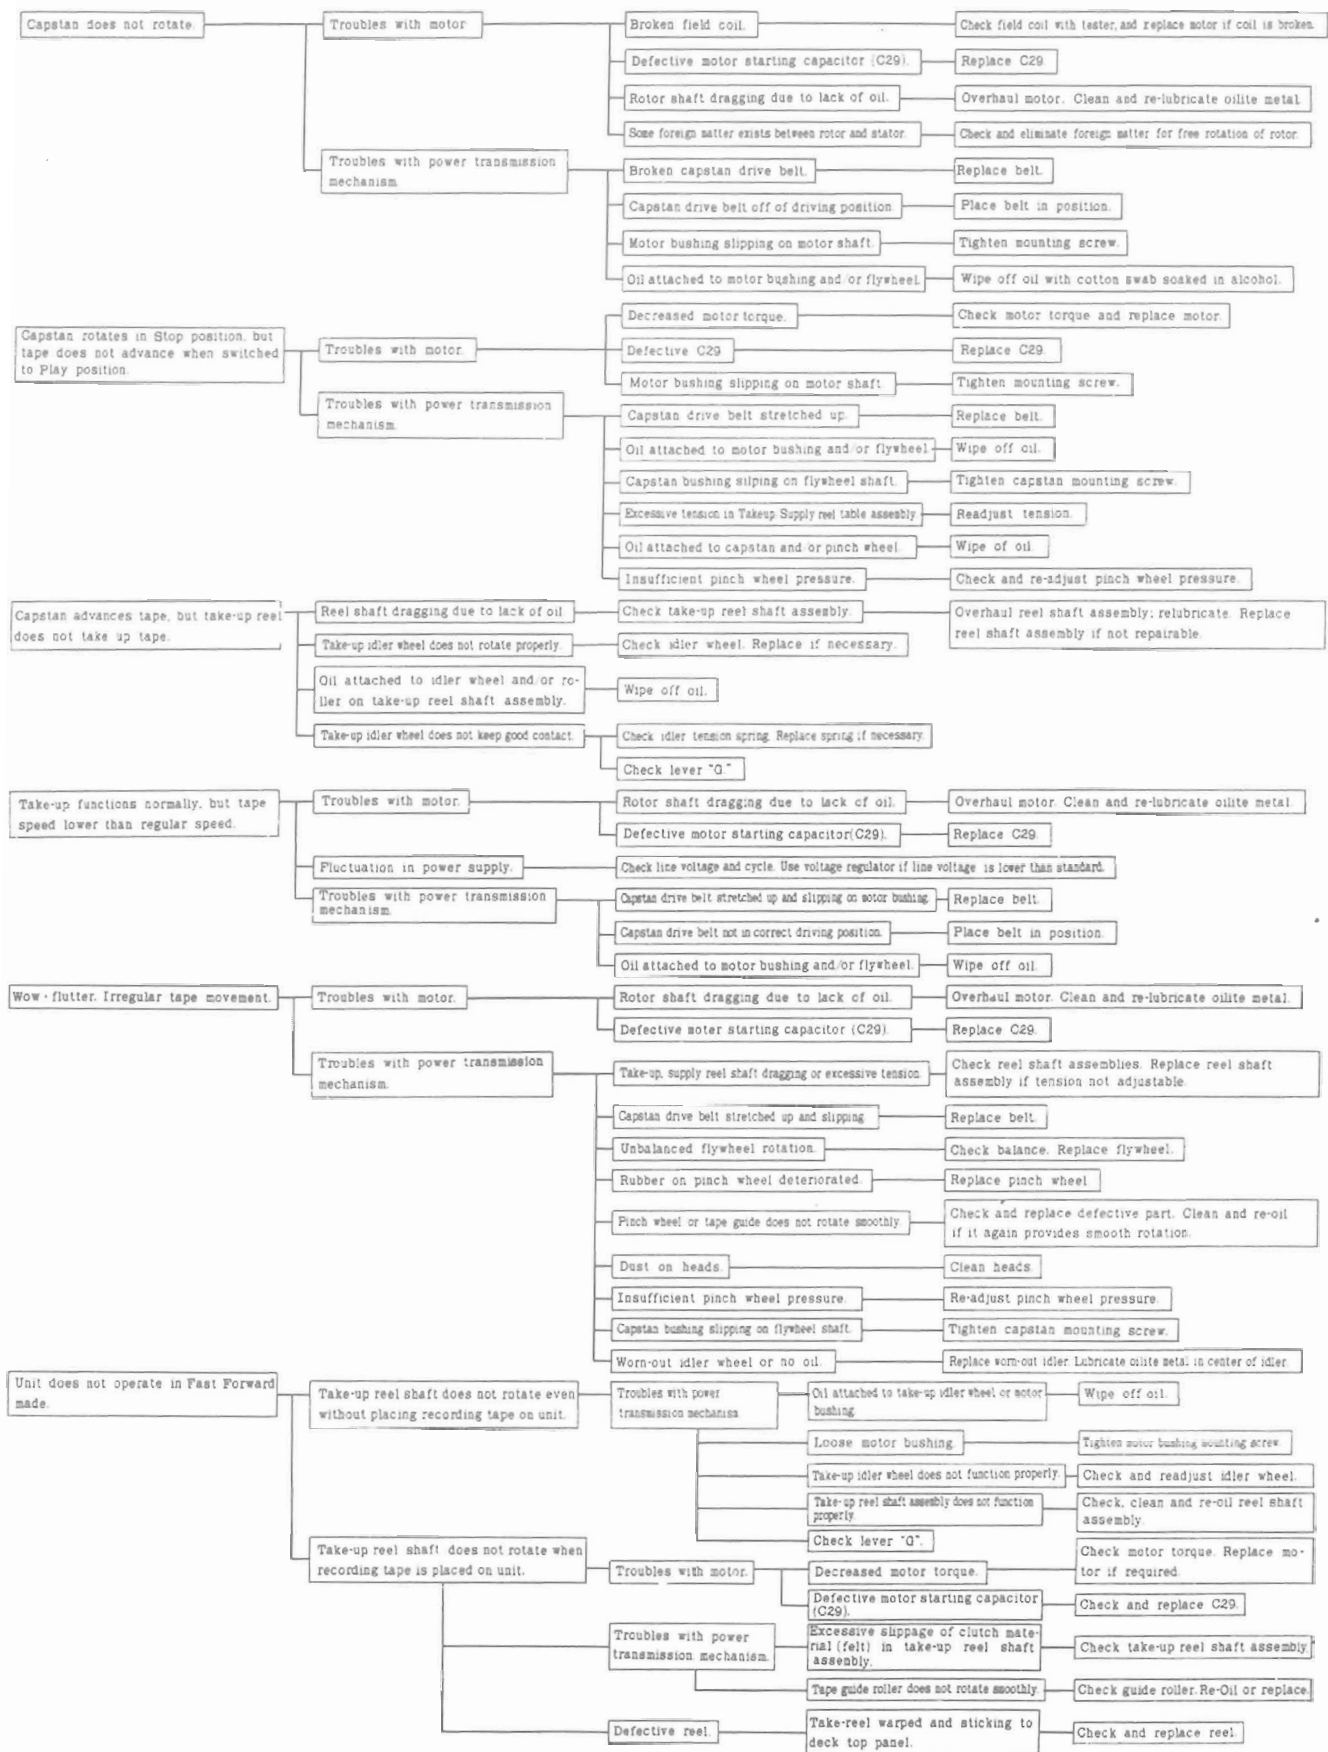 Capstan does not rotate.
Troubles with motor
Broken field coil.
Check field coil with tester, and replace motor if coil is broken.
Defective motor starting capacitor (C29).
Replace C29.
Rotor shaft dragging due to lack of oil.
Overhaul motor. Clean and re-lubricate oilite metal
Some foreign matter exists between rotor and stator.
Check and eliminate foreign matter for free rotation of rotor.
Troubles with power transmission
mechanism
Broken capstan drive belt.
Replace belt.
Capstan drive belt off of driving position
Place belt in position.
Motor bushing slipping on motor shaft.
Tighten mounting screw.
Oil attached to motor bushing and/or flywheel.
Wipe off oil with cotton swab soaked in alcohol.
Capstan rotates in Stop position, but
tape does not advance when switched
to Play position.
Troubles with motor.
Decreased motor torque.
Check motor torque and replace motor.
Defective C29
Replace C29.
Motor bushing slipping on motor shaft
Tighten mounting screw.
Troubles with power transmission
mechanism.
Capstan drive belt stretched up.
Replace belt.
Oil attached to motor bushing and/or flywheel
Wipe off oil.
Capstan bushing silping on flywheel shaft.
Tighten capstan mounting screw.
Excessive tension in Takeup Supply reel table assembly
Readjust tension.
Oil attached to capstan and/or pinch wheel.
Wipe of oil.
Insufficient pinch wheel pressure.
Check and re-adjust pinch wheel pressure.
Capstan advances tape, but take-up reel
does not take up tape.
Reel shaft dragging due to lack of oil
Check take-up reel shaft assembly.
Overhaul reel shaft assembly; relubricate. Replace
reel shaft assembly if not repairable.
Take-up idler wheel does not rotate properly.
Check idler wheel. Replace if necessary.
Oil attached to idler wheel and/or ro-
ller on take-up reel shaft assembly.
Wipe off oil.
Take-up idler wheel does not keep good contact.
Check idler tension spring. Replace spring if necessary.
Check lever "G."
Take-up functions normally, but tape
speed lower than regular speed.
Troubles with motor.
Rotor shaft dragging due to lack of oil.
Overhaul motor. Clean and re-lubricate oilite metal
Defective motor starting capacitor(C29).
Replace C29.
Fluctuation in power supply.
Check line voltage and cycle. Use voltage regulator if line voltage is lower than standard.
Troubles with power transmission
mechanism.
Capstan drive belt stretched up and slipping on motor bushing.
Replace belt.
Capstan drive belt not in correct driving position.
Place belt in position.
Oil attached to motor bushing and/or flywheel.
Wipe off oil.
Wow・flutter. Irregular tape movement.
Troubles with motor.
Rotor shaft dragging due to lack of oil.
Overhaul motor. Clean and re-lubricate oilite metal.
Defective moter starting capacitor (C29).
Replace C29.
Troubles with power transmission
mechanism.
Take-up, supply reel shaft dragging or excessive tension.
Check reel shaft assemblies. Replace reel shaft
assembly if tension not adjustable.
Capstan drive belt stretched up and slipping.
Replace belt.
Unbalanced flywheel rotation.
Check balance. Replace flywheel.
Rubber on pinch wheel deteriorated.
Replace pinch wheel
Pinch wheel or tape guide does not rotate smoothly.
Check and replace defective part. Clean and re-oil
if it again provides smooth rotation.
Dust on heads.
Clean heads.
Insufficient pinch wheel pressure.
Re-adjust pinch wheel pressure.
Capstan bushing slipping on flywheel shaft.
Tighten capstan mounting screw.
Worn-out idler wheel or no oil.
Replace worn-out idler. Lubricate oilite metal in center of idler.
Unit does not operate in Fast Forward
made.
Take-up reel shaft does not rotate even
without placing recording tape on unit.
Troubles with power
transmission mechanism
Oil attached to take-up idler wheel or motor
bushing
Wipe off oil.
Loose motor bushing.
Tighten motor bushing mounting screw.
Take-up idler wheel does not function properly.
Check and readjust idler wheel.
Take-up reel shaft assembly does not function
properly.
Check, clean and re-oil reel shaft
assembly.
Check lever "G".
Take-up reel shaft does not rotate when
recording tape is placed on unit.
Troubles with motor.
Decreased motor torque.
Check motor torque. Replace mo-
tor if required.
Defective motor starting capacitor
(C29).
Check and replace C29.
Troubles with power
transmission mechanism.
Excessive slippage of clutch mate-
rial (felt) in take-up reel shaft
assembly.
Check take-up reel shaft assembly
Tape guide roller does not rotate smoothly.
Check guide roller. Re-Oil or replace.
Defective reel.
Take-reel warped and sticking to
deck top panel.
Check and replace reel.